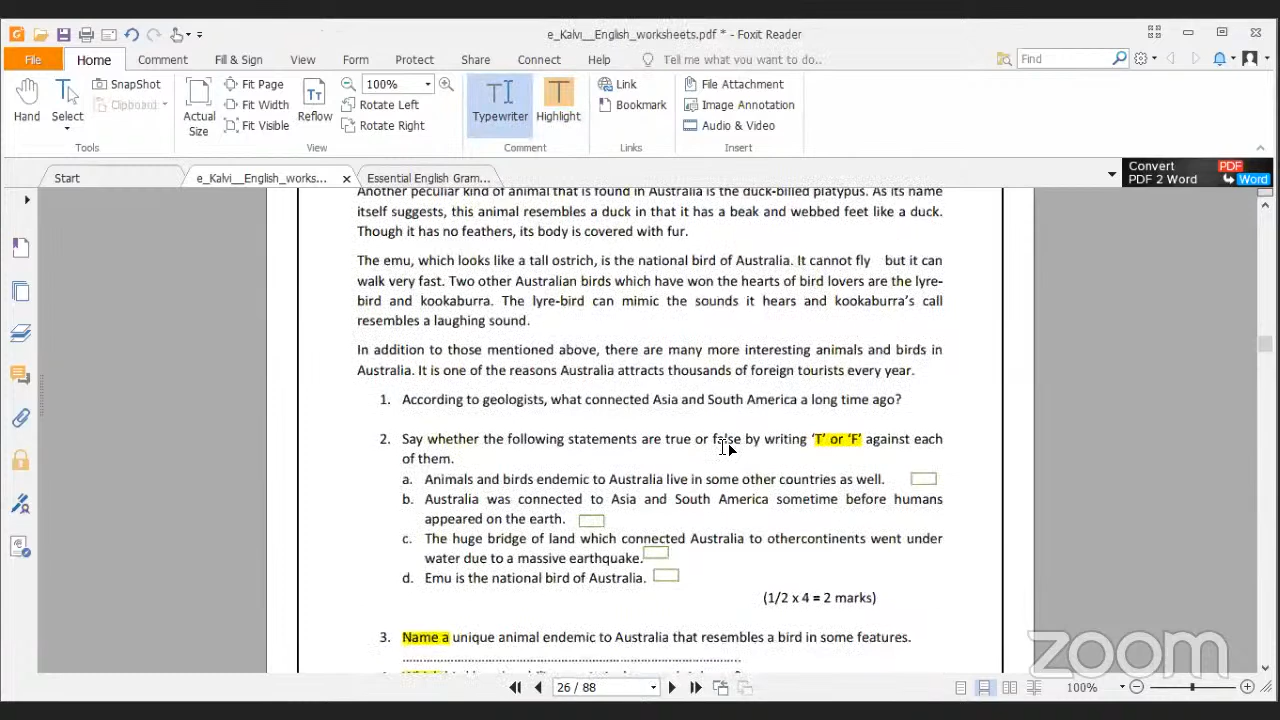 e_Kalvi__English_worksheets.pdf * - Foxit Reader
File Home Comment Fill & Sign View Form Protect Share Connect Help Tell me what you want to do.. Find
Hand
Select
SnapShot
Clipboard
Tools
Actual Size
Fit Page
Fit Width
Fit Visible
Reflow
100%
Rotate Left
Rotate Right
View
Typewriter
Highlight
Comment
Link
Bookmark
Links
File Attachment
Image Annotation
Audio & Video
Insert
Start e_Kalvi__English_works... Essential English Gram...
Convert PDF
PDF 2 Word Word
Another peculiar kind of animal that is found in Australia is the duck-billed platypus. As its name
itself suggests, this animal resembles a duck in that it has a beak and webbed feet like a duck.
Though it has no feathers, its body is covered with fur.
The emu, which looks like a tall ostrich, is the national bird of Australia. It cannot fly but it can
walk very fast. Two other Australian birds which have won the hearts of bird lovers are the lyre-
bird and kookaburra. The lyre-bird can mimic the sounds it hears and kookaburra's call
resembles a laughing sound.
In addition to those mentioned above, there are many more interesting animals and birds in
Australia. It is one of the reasons Australia attracts thousands of foreign tourists every year.
1. According to geologists, what connected Asia and South America a long time ago?
2. Say whether the following statements are true or false by writing 'T' or 'F' against each
of them.
a. Animals and birds endemic to Australia live in some other countries as well.
b. Australia was connected to Asia and South America sometime before humans
appeared on the earth.
c. The huge bridge of land which connected Australia to othercontinents went under
water due to a massive earthquake.
d. Emu is the national bird of Australia.
(1/2 x 4 = 2 marks)
3. Name a unique animal endemic to Australia that resembles a bird in some features.
26 / 88
100%
zoom